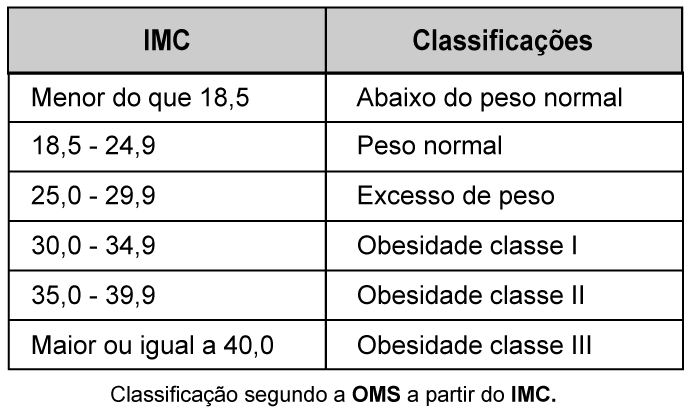 IMC Classificações
Menor do que 18,5 Abaixo do peso normal
18,5 - 24,9 Peso normal
25,0 - 29,9 Excesso de peso
30,0 - 34,9 Obesidade classe I
35,0 - 39,9 Obesidade classe II
Maior ou igual a 40,0 Obesidade classe III
Classificação segundo a OMS a partir do IMC.